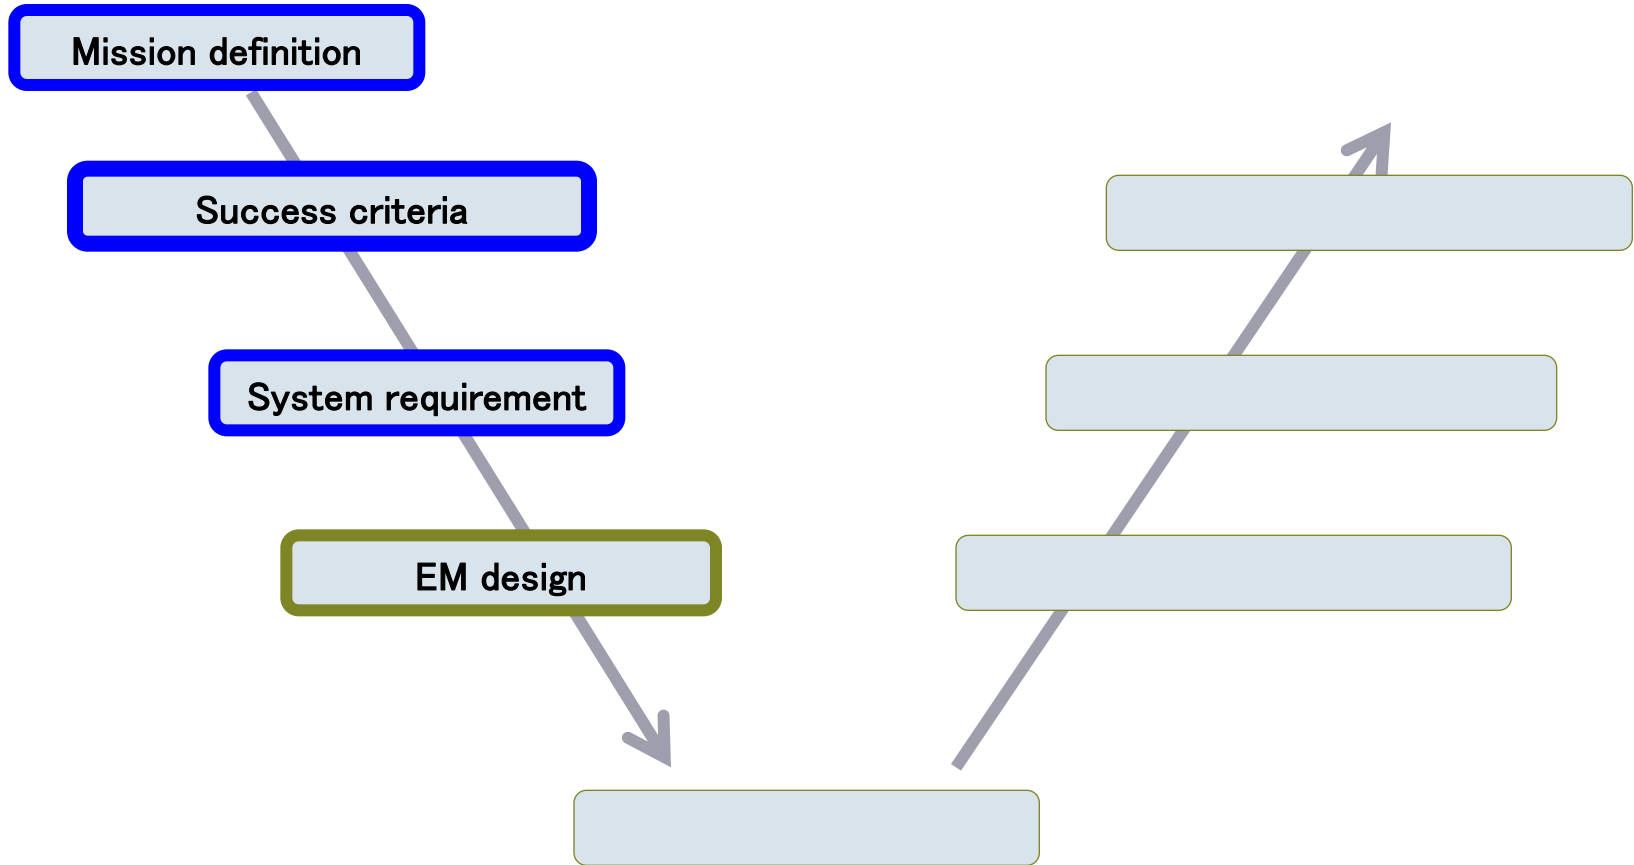 Mission definition
Success criteria
System requirement
EM design